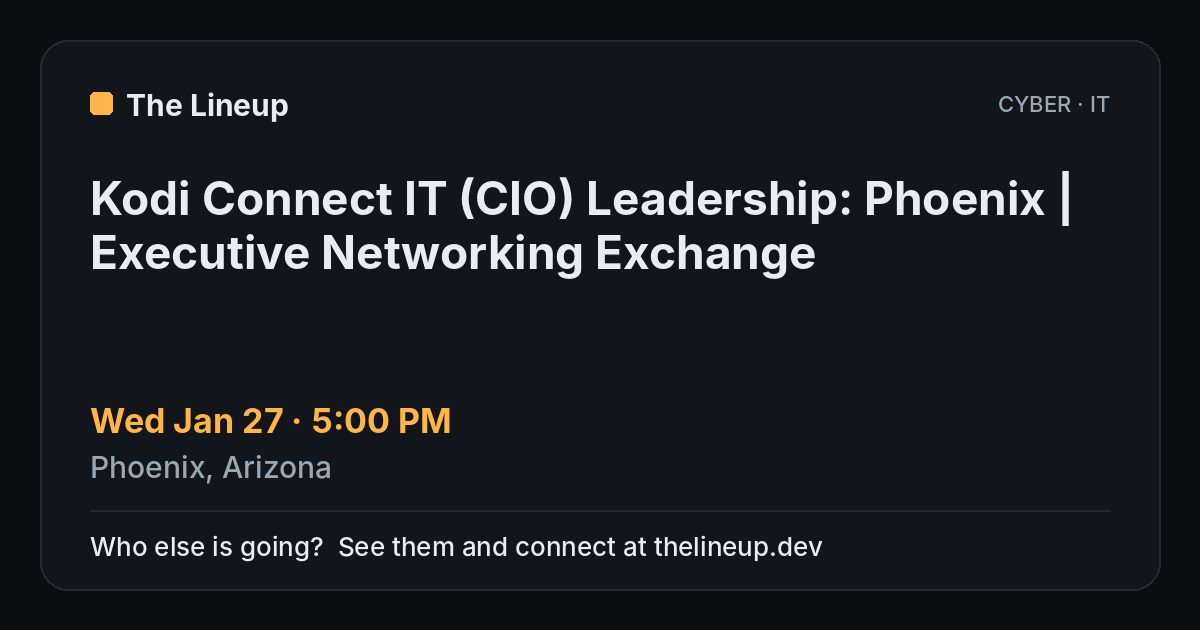 The Lineup
CYBER · IT
Kodi Connect IT (CIO) Leadership: Phoenix |
Executive Networking Exchange
Wed Jan 27 · 5:00 PM
Phoenix, Arizona
Who else is going?  See them and connect at thelineup.dev